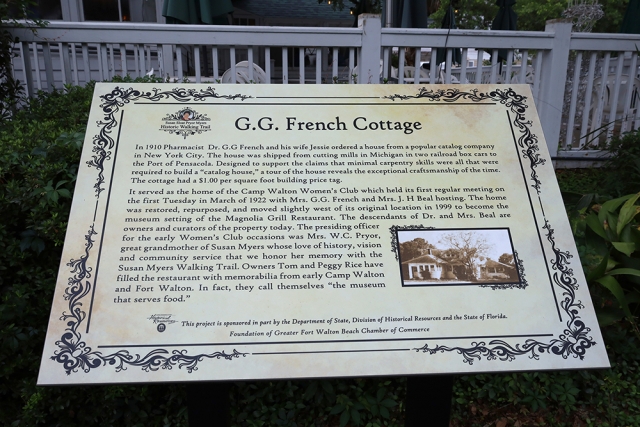 Susan Shoal Pryor Myers
Historic Walking Trail
G.G. French Cottage
In 1910 Pharmacist Dr. G.G French and his wife Jessie ordered a house from a popular catalog company
in New York City. The house was shipped from cutting mills in Michigan in two railroad box cars to
the Port of Pensacola. Designed to support the claims that minimal carpentry skills were all that were
required to build a "catalog house," a tour of the house reveals the exceptional craftsmanship of the time.
The cottage had a $1.00 per square foot building price tag.
It served as the home of the Camp Walton Women's Club which held its first regular meeting on
the first Tuesday in March of 1922 with Mrs. G.G. French and Mrs. J. H Beal hosting. The home
was restored, repurposed, and moved slightly west of its original location in 1999 to become the
museum setting of the Magnolia Grill Restaurant. The descendants of Dr. and Mrs. Beal are
owners and curators of the property today. The presiding officer
for the early Women's Club occasions was Mrs. W.C. Pryor,
great grandmother of Susan Myers whose love of history, vision
and community service that we honor her memory with the
Susan Myers Walking Trail. Owners Tom and Peggy Rice have
filled the restaurant with memorabilia from early Camp Walton
and Fort Walton. In fact, they call themselves "the museum
that serves food."
This project is sponsored in part by the Department of State, Division of Historical Resources and the State of Florida.
Foundation of Greater Fort Walton Beach Chamber of Commerce